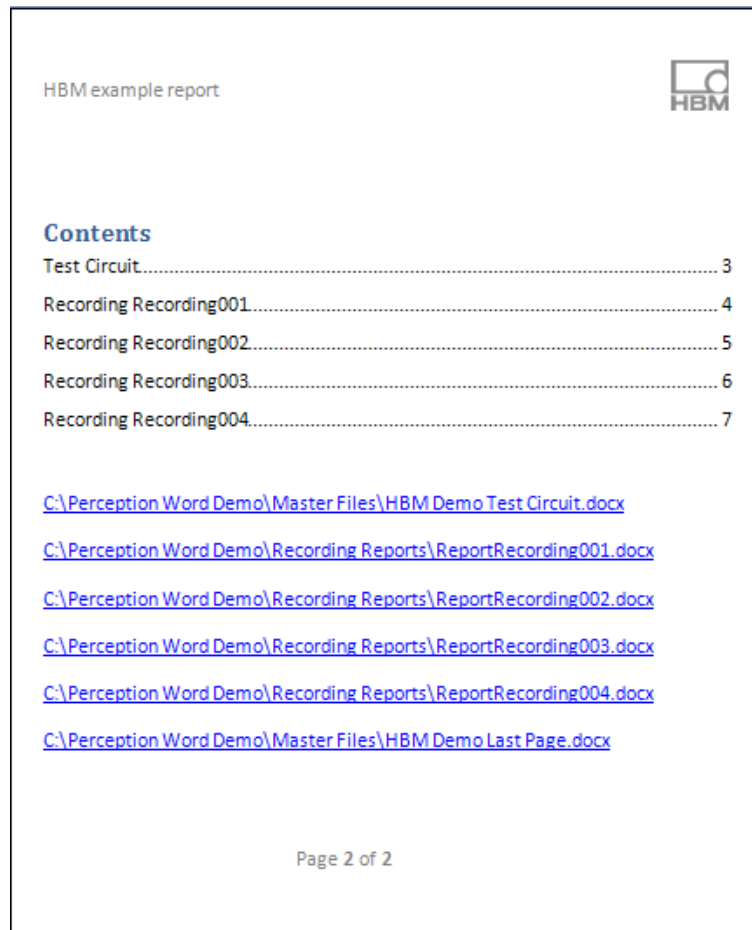 HBM example report
HBM
Contents
Test Circuit........................................................................................................................ 3
Recording Recording001.................................................................................................... 4
Recording Recording002.................................................................................................... 5
Recording Recording003.................................................................................................... 6
Recording Recording004.................................................................................................... 7
C:\Perception Word Demo\Master Files\HBM Demo Test Circuit.docx
C:\Perception Word Demo\Recording Reports\ReportRecording001.docx
C:\Perception Word Demo\Recording Reports\ReportRecording002.docx
C:\Perception Word Demo\Recording Reports\ReportRecording003.docx
C:\Perception Word Demo\Recording Reports\ReportRecording004.docx
C:\Perception Word Demo\Master Files\HBM Demo Last Page.docx
Page 2 of 2